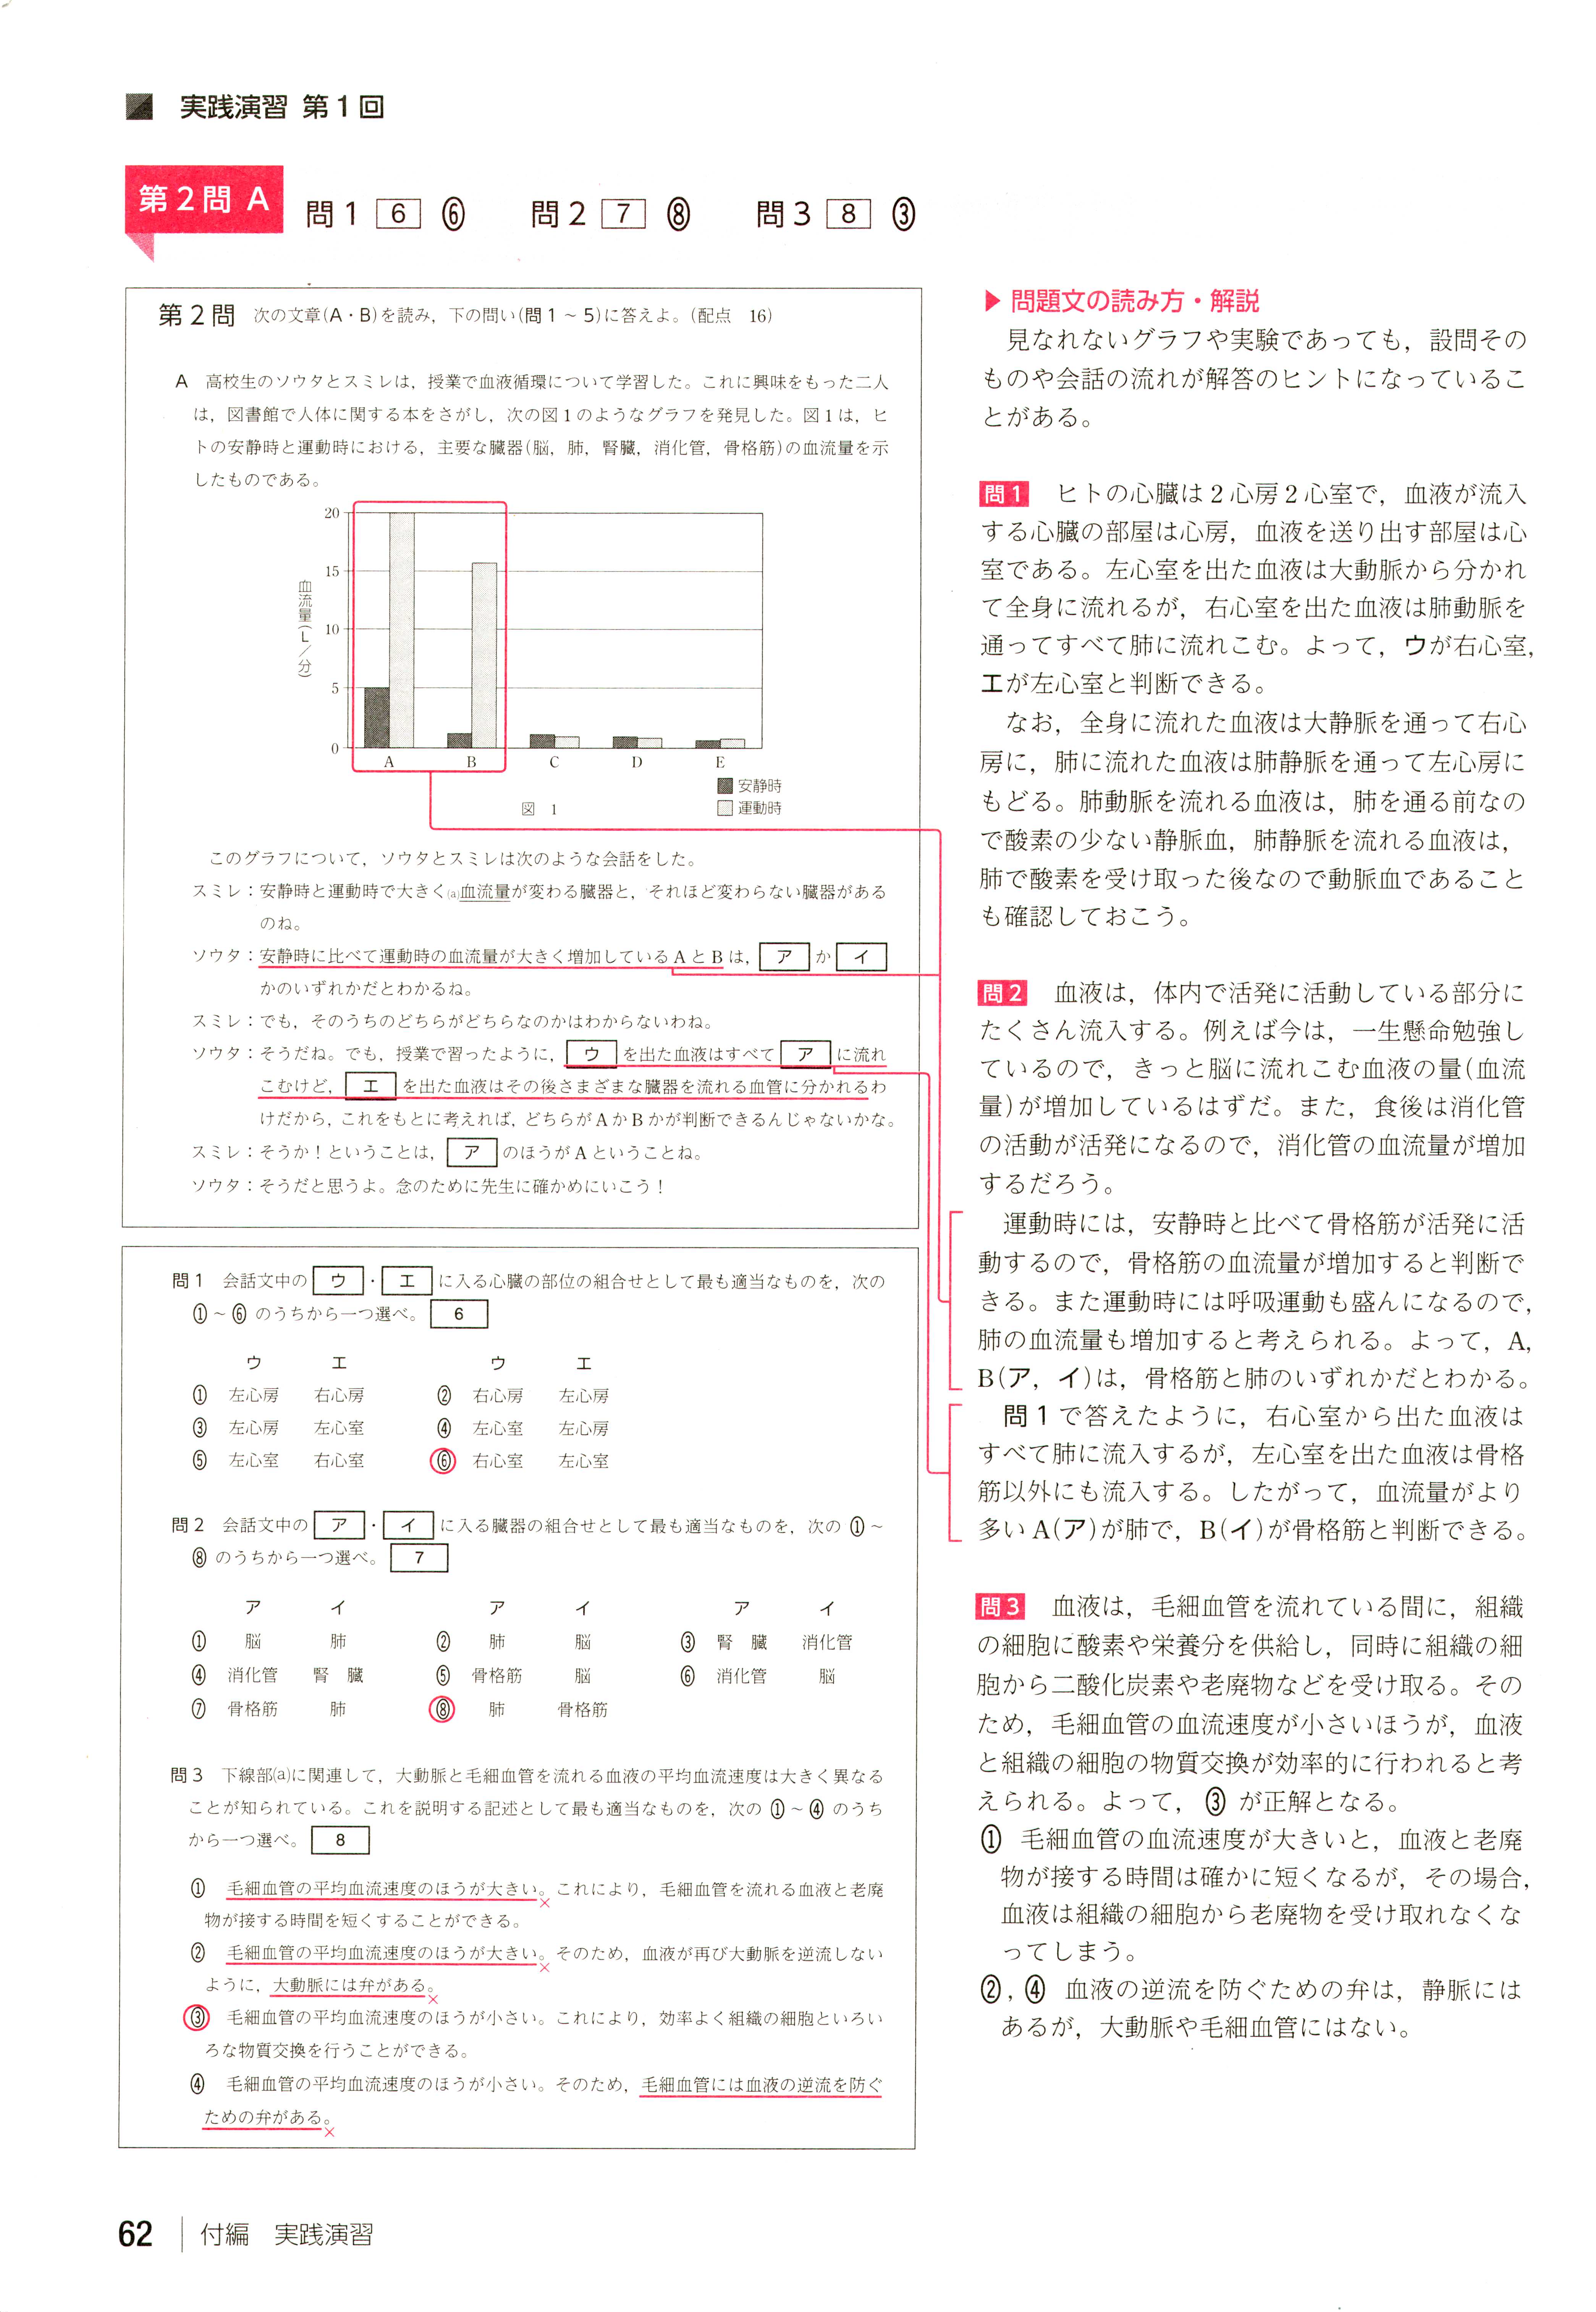 実践演習 第1回
第2問 A
問1 6 ⑥ 問2 7 ⑧ 問3 8 ③
第2問 次の文章(A・B)を読み，下の問い(問1～5)に答えよ。(配点 16)
A 高校生のソウタとスミレは，授業で血液循環について学習した。これに興味をもった二人
は，図書館で人体に関する本をさがし，次の図1のようなグラフを発見した。図1は，ヒ
トの安静時と運動時における，主要な臓器(脳，肺，腎臓，消化管，骨格筋)の血流量を示
したものである。
血流量(L/分)
20
15
10
5
0
A B C D E
安静時
運動時
図 1
このグラフについて，ソウタとスミレは次のような会話をした。
スミレ：安静時と運動時で大きく(a)血流量が変わる臓器と，それほど変わらない臓器がある
のね。
ソウタ：安静時に比べて運動時の血流量が大きく増加しているAとBは，ア か イ
かのいずれかだとわかるね。
スミレ：でも，そのうちのどちらがどちらなのかはわからないわね。
ソウタ：そうだね。でも，授業で習ったように，ウ を出た血液はすべて ア に流れ
こむけど，エ を出た血液はその後さまざまな臓器を流れる血管に分かれるわ
けだから，これをもとに考えれば，どちらがAかBかが判断できるんじゃないかな。
スミレ：そうか！ということは，ア のほうがAということね。
ソウタ：そうだと思うよ。念のために先生に確かめにいこう！
問1 会話文中の ウ ・ エ に入る心臓の部位の組合せとして最も適当なものを，次の
①～⑥のうちから一つ選べ。 6
ウ エ ウ エ
① 左心房 右心房 ② 右心房 左心房
③ 左心房 左心室 ④ 左心室 左心房
⑤ 左心室 右心室 ⑥ 右心室 左心室
問2 会話文中の ア ・ イ に入る臓器の組合せとして最も適当なものを，次の①～
⑧のうちから一つ選べ。 7
ア イ ア イ ア イ
① 脳 肺 ② 肺 脳 ③ 腎 臓 消化管
④ 消化管 腎 臓 ⑤ 骨格筋 脳 ⑥ 消化管 脳
⑦ 骨格筋 肺 ⑧ 肺 骨格筋
問3 下線部(a)に関連して，大動脈と毛細血管を流れる血液の平均血流速度は大きく異なる
ことが知られている。これを説明する記述として最も適当なものを，次の①～④のうち
から一つ選べ。 8
① 毛細血管の平均血流速度のほうが大きい。× これにより，毛細血管を流れる血液と老廃
物が接する時間を短くすることができる。
② 毛細血管の平均血流速度のほうが大きい。× そのため，血液が再び大動脈を逆流しない
ように，大動脈には弁がある。×
③ 毛細血管の平均血流速度のほうが小さい。これにより，効率よく組織の細胞といろい
ろな物質交換を行うことができる。
④ 毛細血管の平均血流速度のほうが小さい。そのため，毛細血管には血液の逆流を防ぐ
ための弁がある。×
▶ 問題文の読み方・解説
見なれないグラフや実験であっても，設問その
ものや会話の流れが解答のヒントになっているこ
とがある。
問1 ヒトの心臓は2心房2心室で，血液が流入
する心臓の部屋は心房，血液を送り出す部屋は心
室である。左心室を出た血液は大動脈から分かれ
て全身に流れるが，右心室を出た血液は肺動脈を
通ってすべて肺に流れこむ。よって，ウが右心室，
エが左心室と判断できる。
なお，全身に流れた血液は大静脈を通って右心
房に，肺に流れた血液は肺静脈を通って左心房に
もどる。肺動脈を流れる血液は，肺を通る前なの
で酸素の少ない静脈血，肺静脈を流れる血液は，
肺で酸素を受け取った後なので動脈血であること
も確認しておこう。
問2 血液は，体内で活発に活動している部分に
たくさん流入する。例えば今は，一生懸命勉強し
ているので，きっと脳に流れこむ血液の量(血流
量)が増加しているはずだ。また，食後は消化管
の活動が活発になるので，消化管の血流量が増加
するだろう。
運動時には，安静時と比べて骨格筋が活発に活
動するので，骨格筋の血流量が増加すると判断で
きる。また運動時には呼吸運動も盛んになるので，
肺の血流量も増加すると考えられる。よって，A，
B(ア，イ)は，骨格筋と肺のいずれかだとわかる。
問1で答えたように，右心室から出た血液は
すべて肺に流入するが，左心室を出た血液は骨格
筋以外にも流入する。したがって，血流量がより
多いA(ア)が肺で，B(イ)が骨格筋と判断できる。
問3 血液は，毛細血管を流れている間に，組織
の細胞に酸素や栄養分を供給し，同時に組織の細
胞から二酸化炭素や老廃物などを受け取る。その
ため，毛細血管の血流速度が小さいほうが，血液
と組織の細胞の物質交換が効率的に行われると考
えられる。よって，③が正解となる。
① 毛細血管の血流速度が大きいと，血液と老廃
物が接する時間は確かに短くなるが，その場合，
血液は組織の細胞から老廃物を受け取れなくな
ってしまう。
②，④ 血液の逆流を防ぐための弁は，静脈には
あるが，大動脈や毛細血管にはない。
62 付編 実践演習